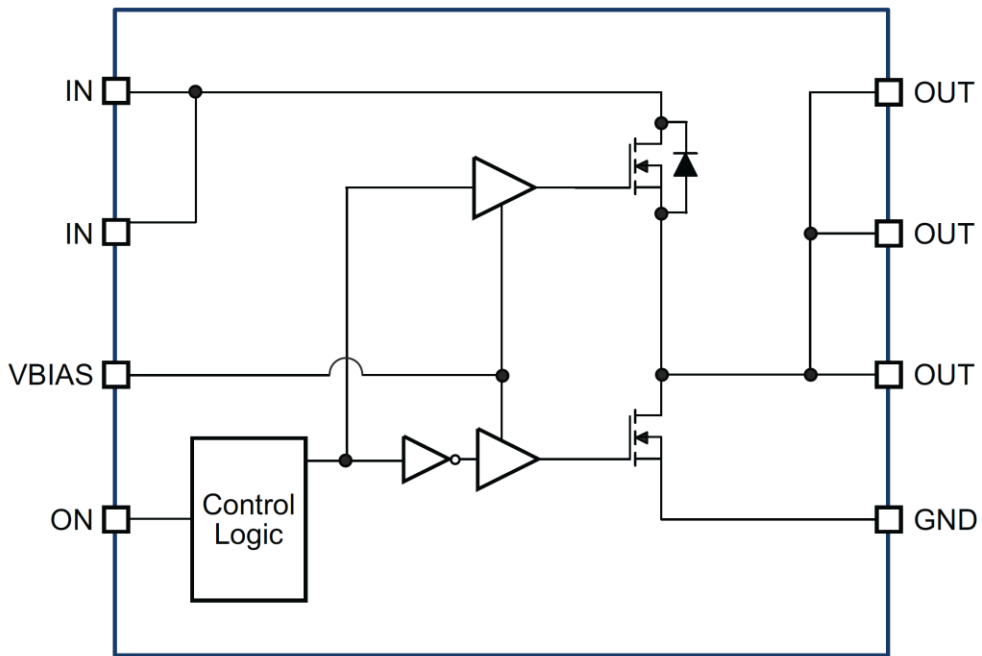 IN
OUT
IN
OUT
VBIAS
OUT
ON
Control
Logic
GND